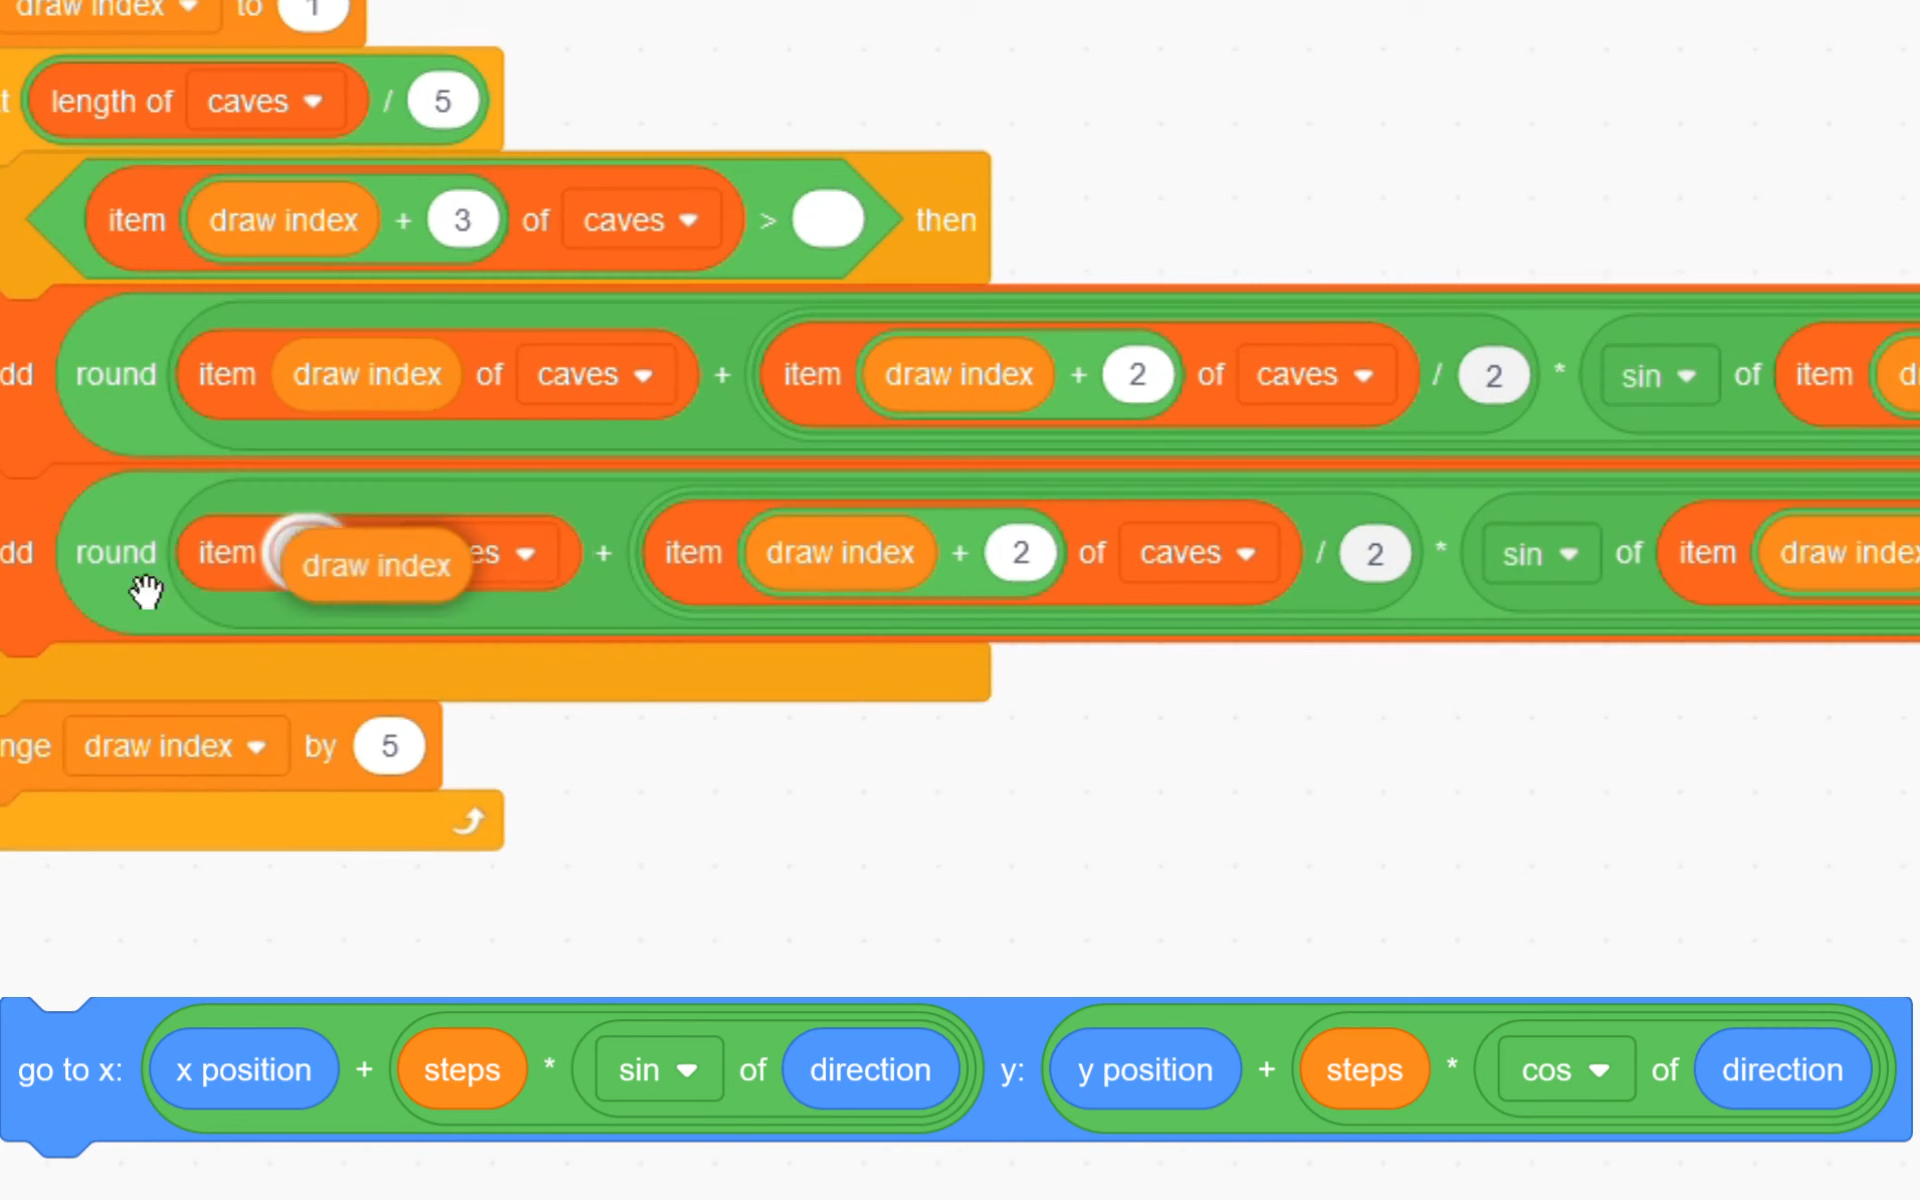 draw index to 1
t length of caves / 5
item draw index + 3 of caves > then
dd round item draw index of caves + item draw index + 2 of caves / 2 * sin of item
dd round item draw index es + item draw index + 2 of caves / 2 * sin of item draw index
nge draw index by 5
go to x: x position + steps * sin of direction y: y position + steps * cos of direction